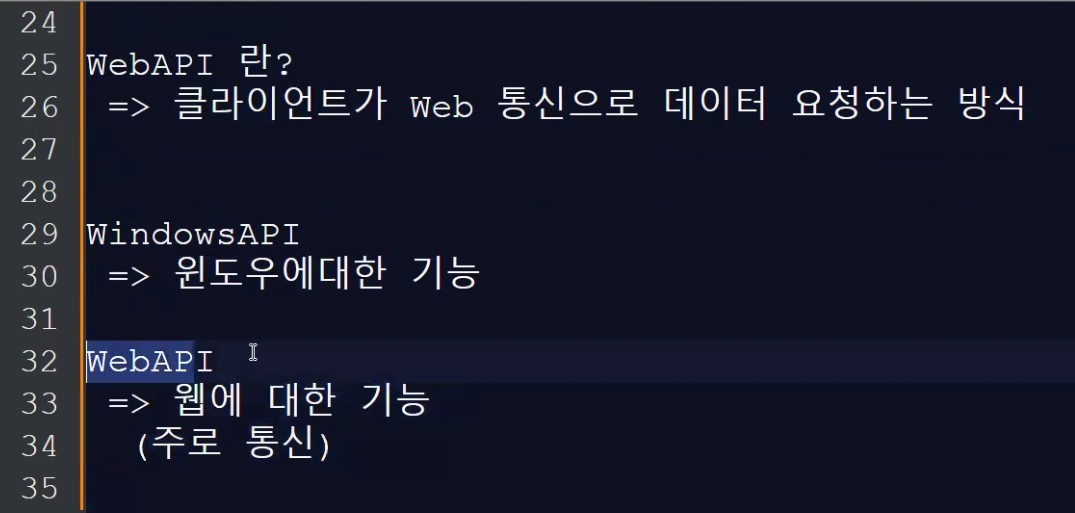 24
25 WebAPI 란?
26 => 클라이언트가 Web 통신으로 데이터 요청하는 방식
27
28
29 WindowsAPI
30 => 윈도우에대한 기능
31
32 WebAPI
33 => 웹에 대한 기능
34 (주로 통신)
35